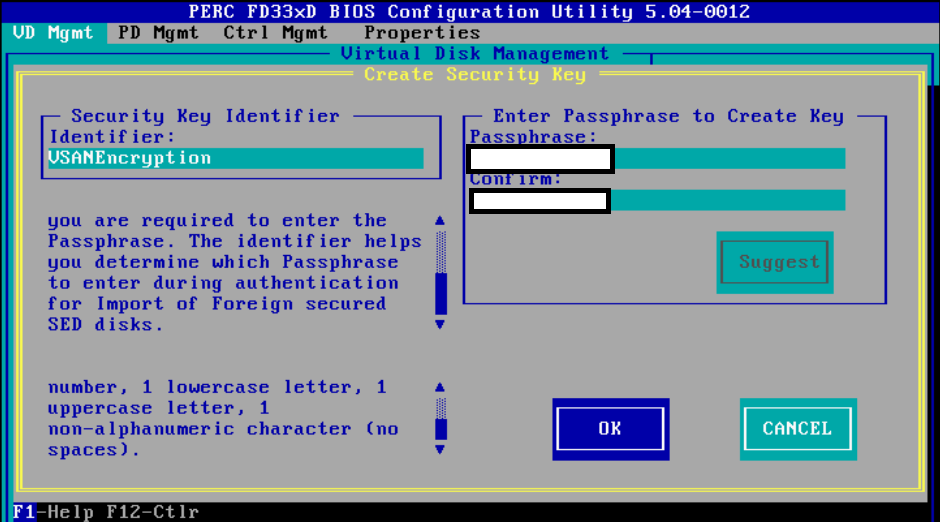 PERC FD33xD BIOS Configuration Utility 5.04-0012
VD Mgmt PD Mgmt Ctrl Mgmt Properties
Virtual Disk Management
Create Security Key
Security Key Identifier
Identifier:
VSANEncryption
Enter Passphrase to Create Key
Passphrase:
Confirm:
Suggest
you are required to enter the
Passphrase. The identifier helps
you determine which Passphrase
to enter during authentication
for Import of Foreign secured
SED disks.
number, 1 lowercase letter, 1
uppercase letter, 1
non-alphanumeric character (no
spaces).
OK
CANCEL
F1-Help F12-Ctlr